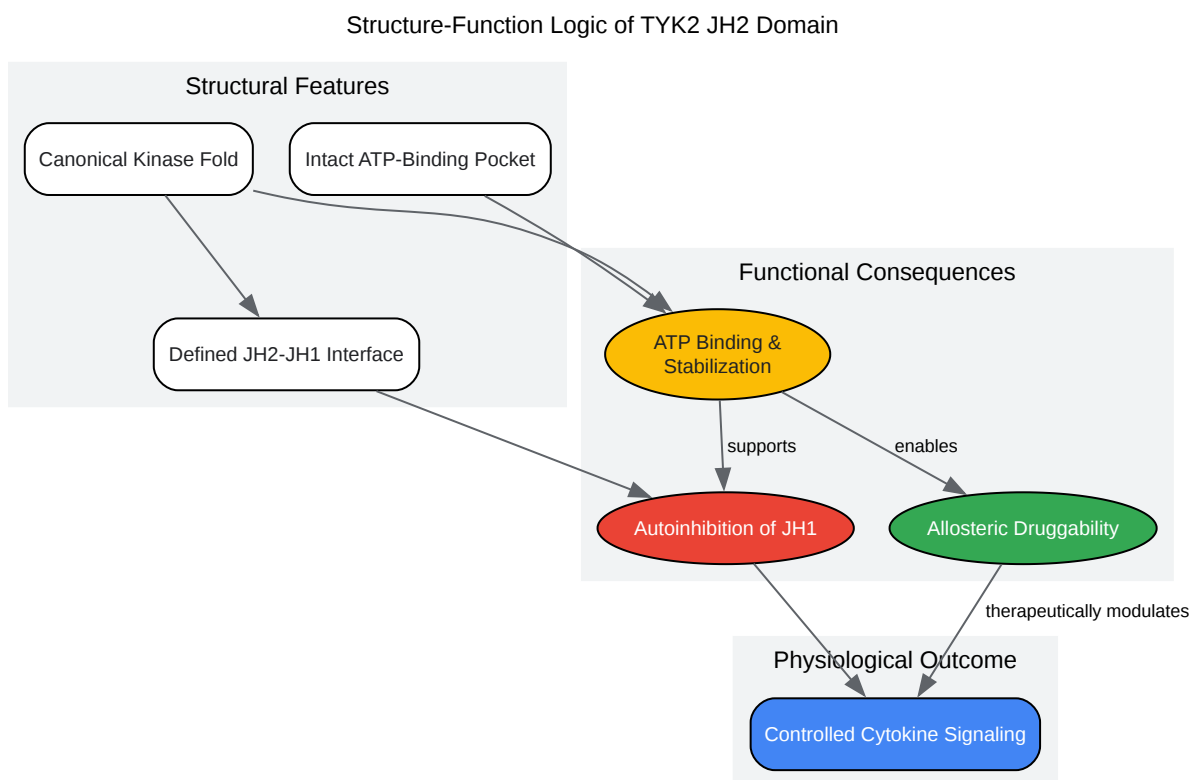 Structure-Function Logic of TYK2 JH2 Domain
Structural Features
Canonical Kinase Fold
Intact ATP-Binding Pocket
Defined JH2-JH1 Interface
Functional Consequences
ATP Binding &
Stabilization
supports
enables
Autoinhibition of JH1
Allosteric Druggability
therapeutically modulates
Physiological Outcome
Controlled Cytokine Signaling